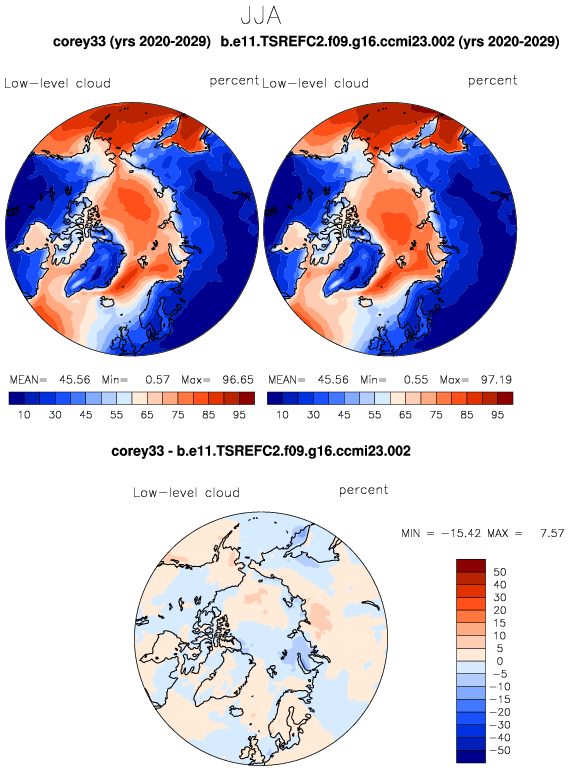 JJA
corey33 (yrs 2020-2029) b.e11.TSREFC2.f09.g16.ccmi23.002 (yrs 2020-2029)
Low-level cloud percent Low-level cloud percent
MEAN= 45.56 Min= 0.57 Max= 96.65 MEAN= 45.56 Min= 0.55 Max= 97.19
10 30 45 55 65 75 85 95 10 30 45 55 65 75 85 95
corey33 - b.e11.TSREFC2.f09.g16.ccmi23.002
Low-level cloud percent
MIN = -15.42 MAX = 7.57
50
40
30
20
15
10
5
0
-5
-10
-15
-20
-30
-40
-50